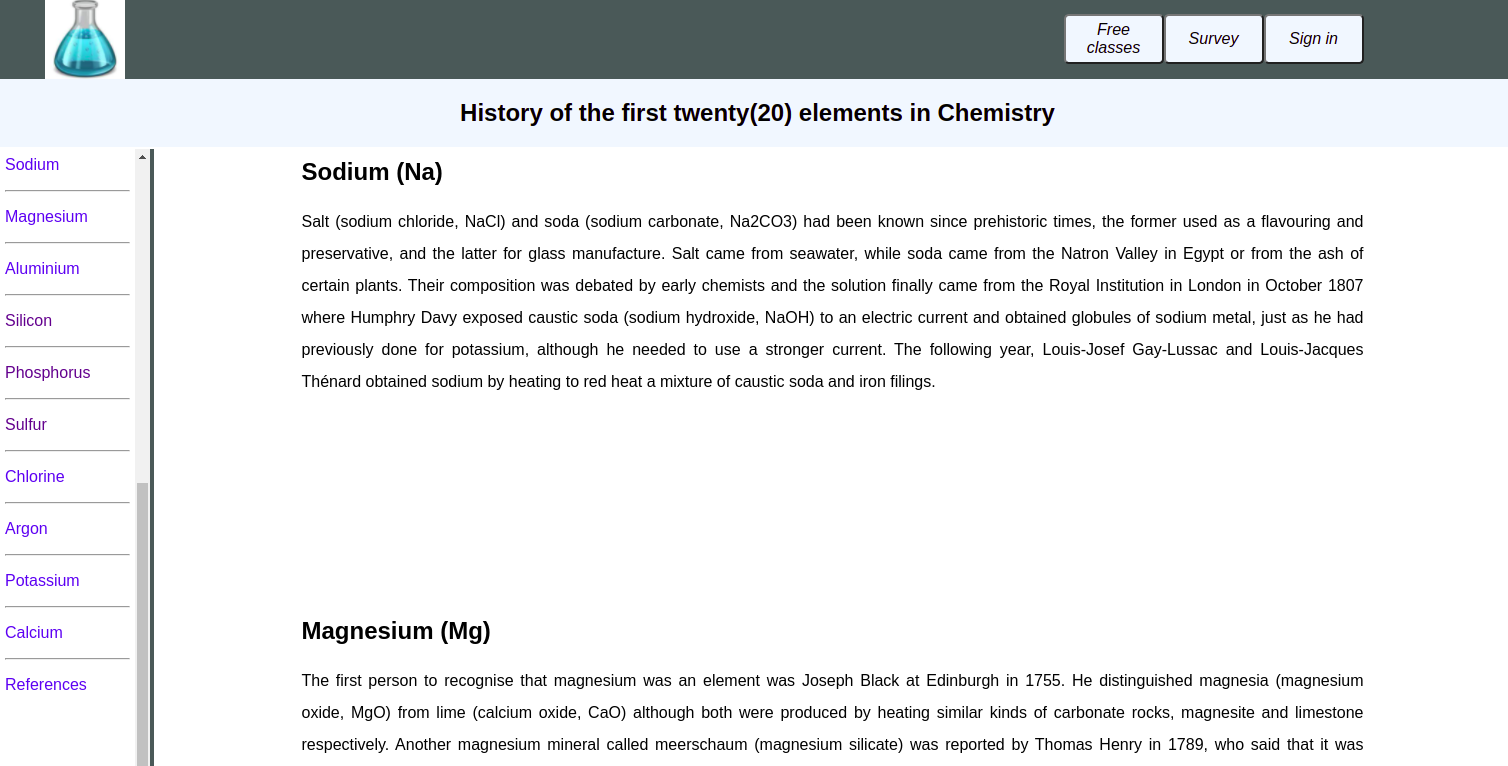 Free
classes
Survey
Sign in
History of the first twenty(20) elements in Chemistry
Sodium
Magnesium
Aluminium
Silicon
Phosphorus
Sulfur
Chlorine
Argon
Potassium
Calcium
References
Sodium (Na)
Salt (sodium chloride, NaCl) and soda (sodium carbonate, Na2CO3) had been known since prehistoric times, the former used as a flavouring and
preservative, and the latter for glass manufacture. Salt came from seawater, while soda came from the Natron Valley in Egypt or from the ash of
certain plants. Their composition was debated by early chemists and the solution finally came from the Royal Institution in London in October 1807
where Humphry Davy exposed caustic soda (sodium hydroxide, NaOH) to an electric current and obtained globules of sodium metal, just as he had
previously done for potassium, although he needed to use a stronger current. The following year, Louis-Josef Gay-Lussac and Louis-Jacques
Thénard obtained sodium by heating to red heat a mixture of caustic soda and iron filings.
Magnesium (Mg)
The first person to recognise that magnesium was an element was Joseph Black at Edinburgh in 1755. He distinguished magnesia (magnesium
oxide, MgO) from lime (calcium oxide, CaO) although both were produced by heating similar kinds of carbonate rocks, magnesite and limestone
respectively. Another magnesium mineral called meerschaum (magnesium silicate) was reported by Thomas Henry in 1789, who said that it was